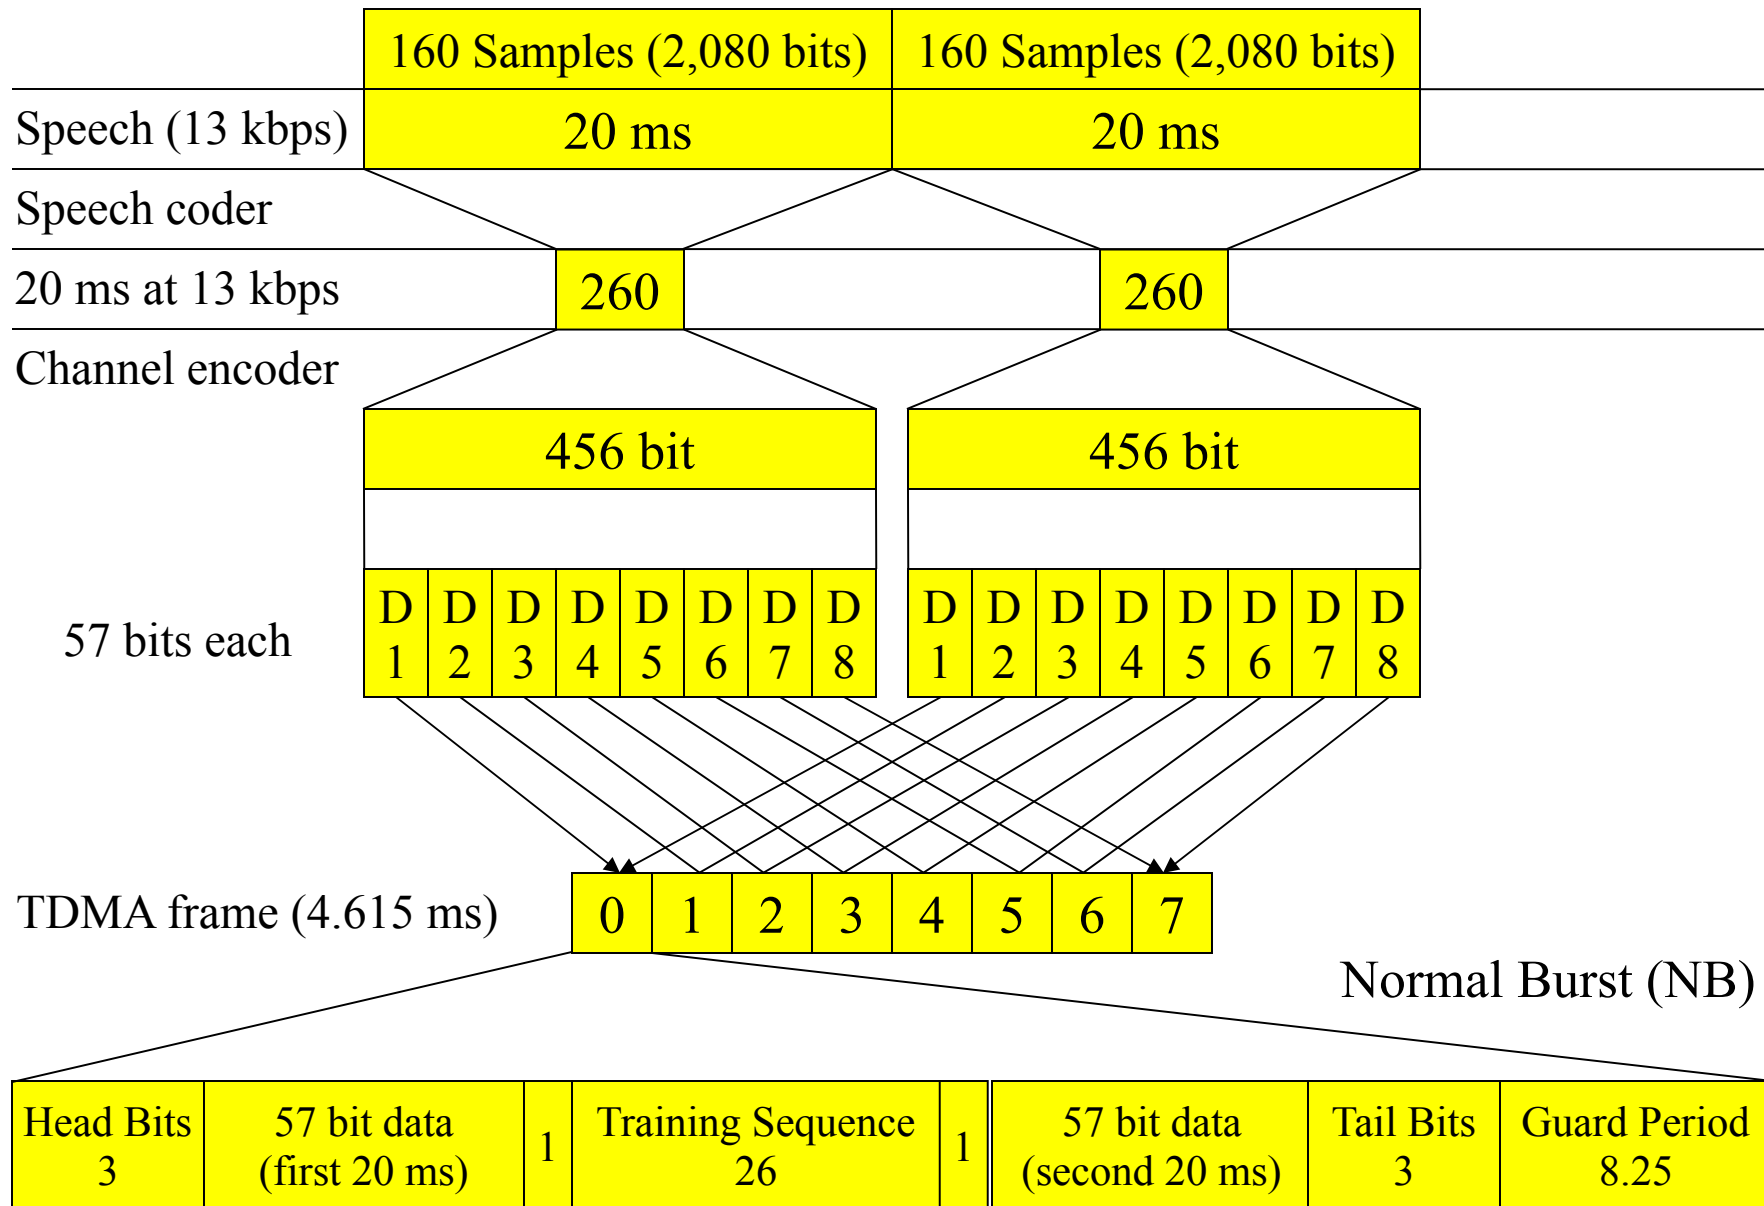 160 Samples (2,080 bits) 160 Samples (2,080 bits)
Speech (13 kbps) 20 ms 20 ms
Speech coder
20 ms at 13 kbps 260 260
Channel encoder
456 bit 456 bit
D D D D D D D D D D D D D D D D
57 bits each
1 2 3 4 5 6 7 8 1 2 3 4 5 6 7 8
TDMA frame (4.615 ms) 0 1 2 3 4 5 6 7
Normal Burst (NB)
Head Bits 57 bit data 1 Training Sequence 1 57 bit data Tail Bits Guard Period
3 (first 20 ms) 26 (second 20 ms) 3 8.25